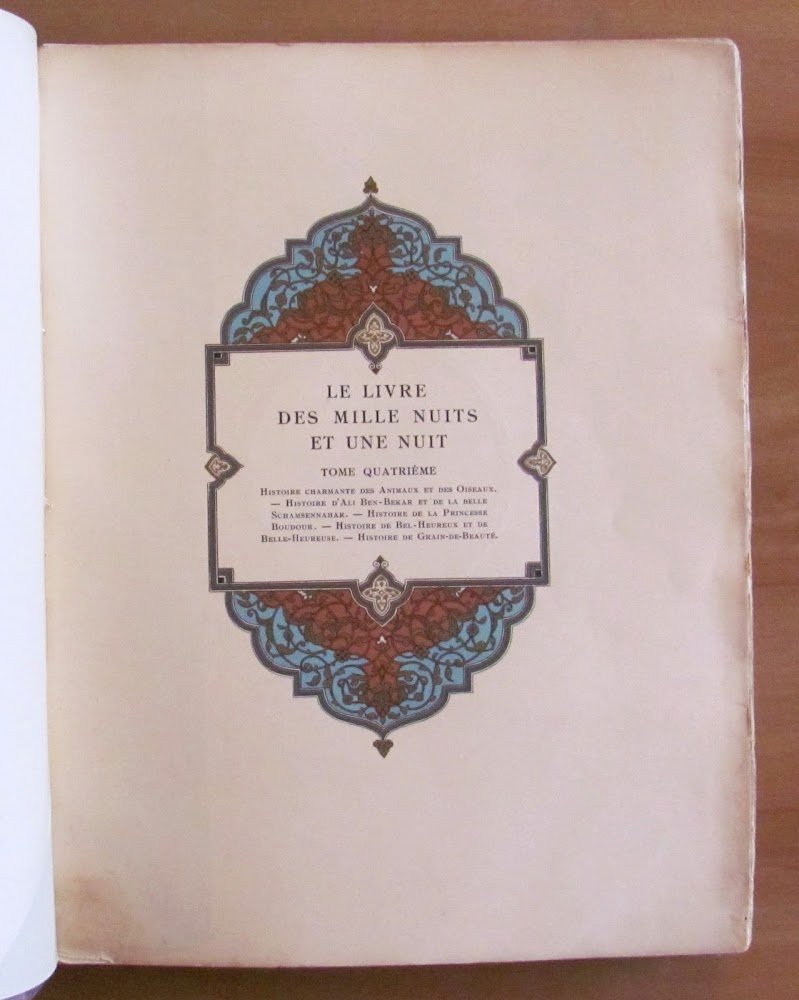 LE LIVRE
DES MILLE NUITS
ET UNE NUIT
TOME QUATRIÈME
Histoire charmante des Animaux et des Oiseaux.
— Histoire d'Ali Ben-Bekar et de la belle
Schamsennahar. — Histoire de la Princesse
Boudour. — Histoire de Bel-Heureux et de
Belle-Heureuse. — Histoire de Grain-de-Beauté.